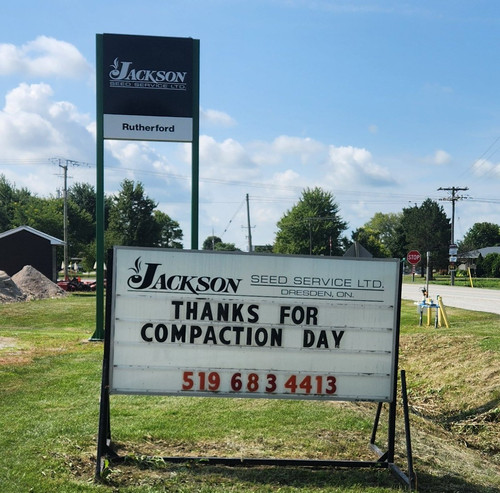 JACKSON
SEED SERVICE LTD.
Rutherford
STOP
JACKSON SEED SERVICE LTD.
DRESDEN, ON.
THANKS FOR
COMPACTION DAY
519 683 4413